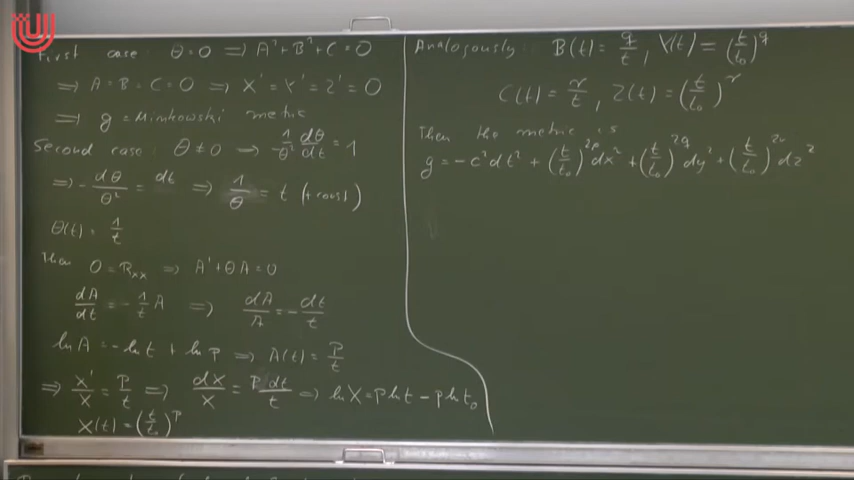 First case: θ=0 ⟹ A²+B²+C²=0
⟹ A=B=C=0 ⟹ X'=Y'=Z'=0
⟹ g = Minkowski metric
Second case: θ≠0 ⟶ -1/θ² dθ/dt = 1
⟹ -dθ/θ² = dt ⟹ 1/θ = t (+const)
θ(t) = 1/t
Then 0=R_xx ⟹ A'+θA=0
dA/dt = -1/t A ⟹ dA/A = -dt/t
ln A = -ln t + ln p ⟹ A(t) = p/t
⟹ X'/X = p/t ⟹ dX/X = p dt/t ⟹ ln X = p ln t - p ln t₀
X(t) = (t/t₀)^p
Analogously: B(t) = q/t, Y(t) = (t/t₀)^q
C(t) = r/t, Z(t) = (t/t₀)^r
Then the metric is
g = -c²dt² + (t/t₀)^2p dx² + (t/t₀)^2q dy² + (t/t₀)^2r dz²